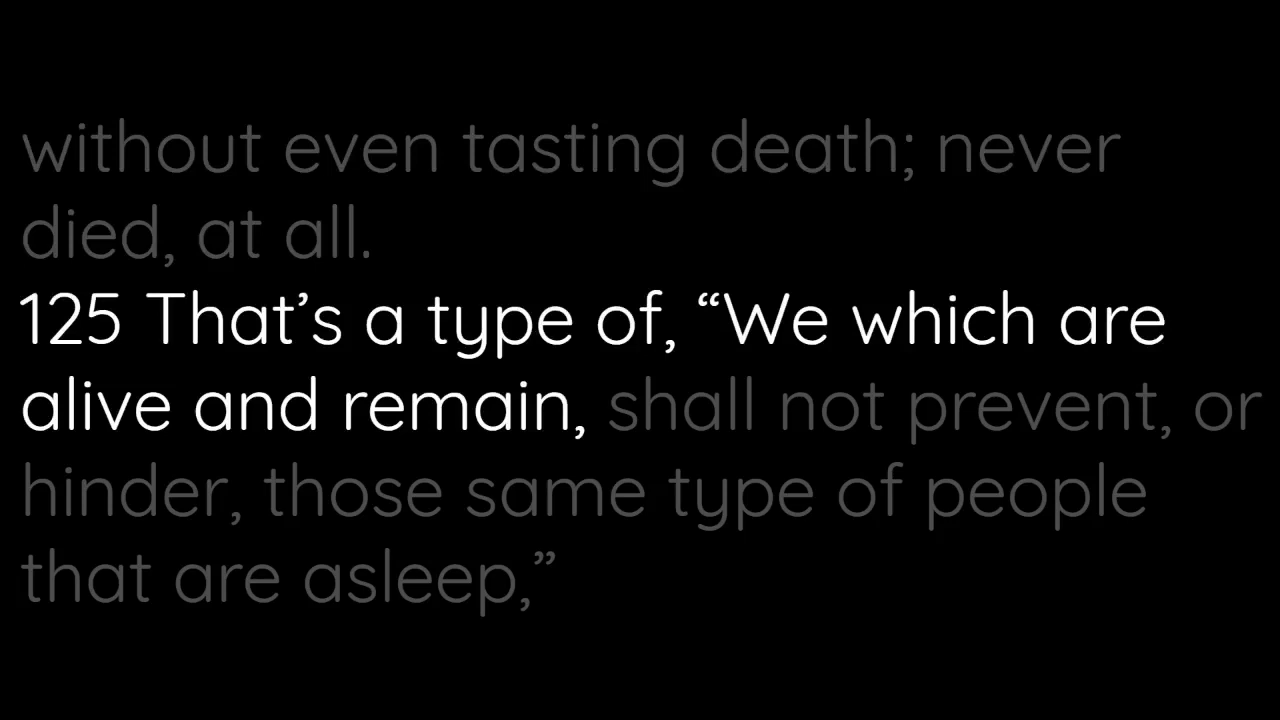 without even tasting death; never
died, at all.
125 That’s a type of, “We which are
alive and remain, shall not prevent, or
hinder, those same type of people
that are asleep,”